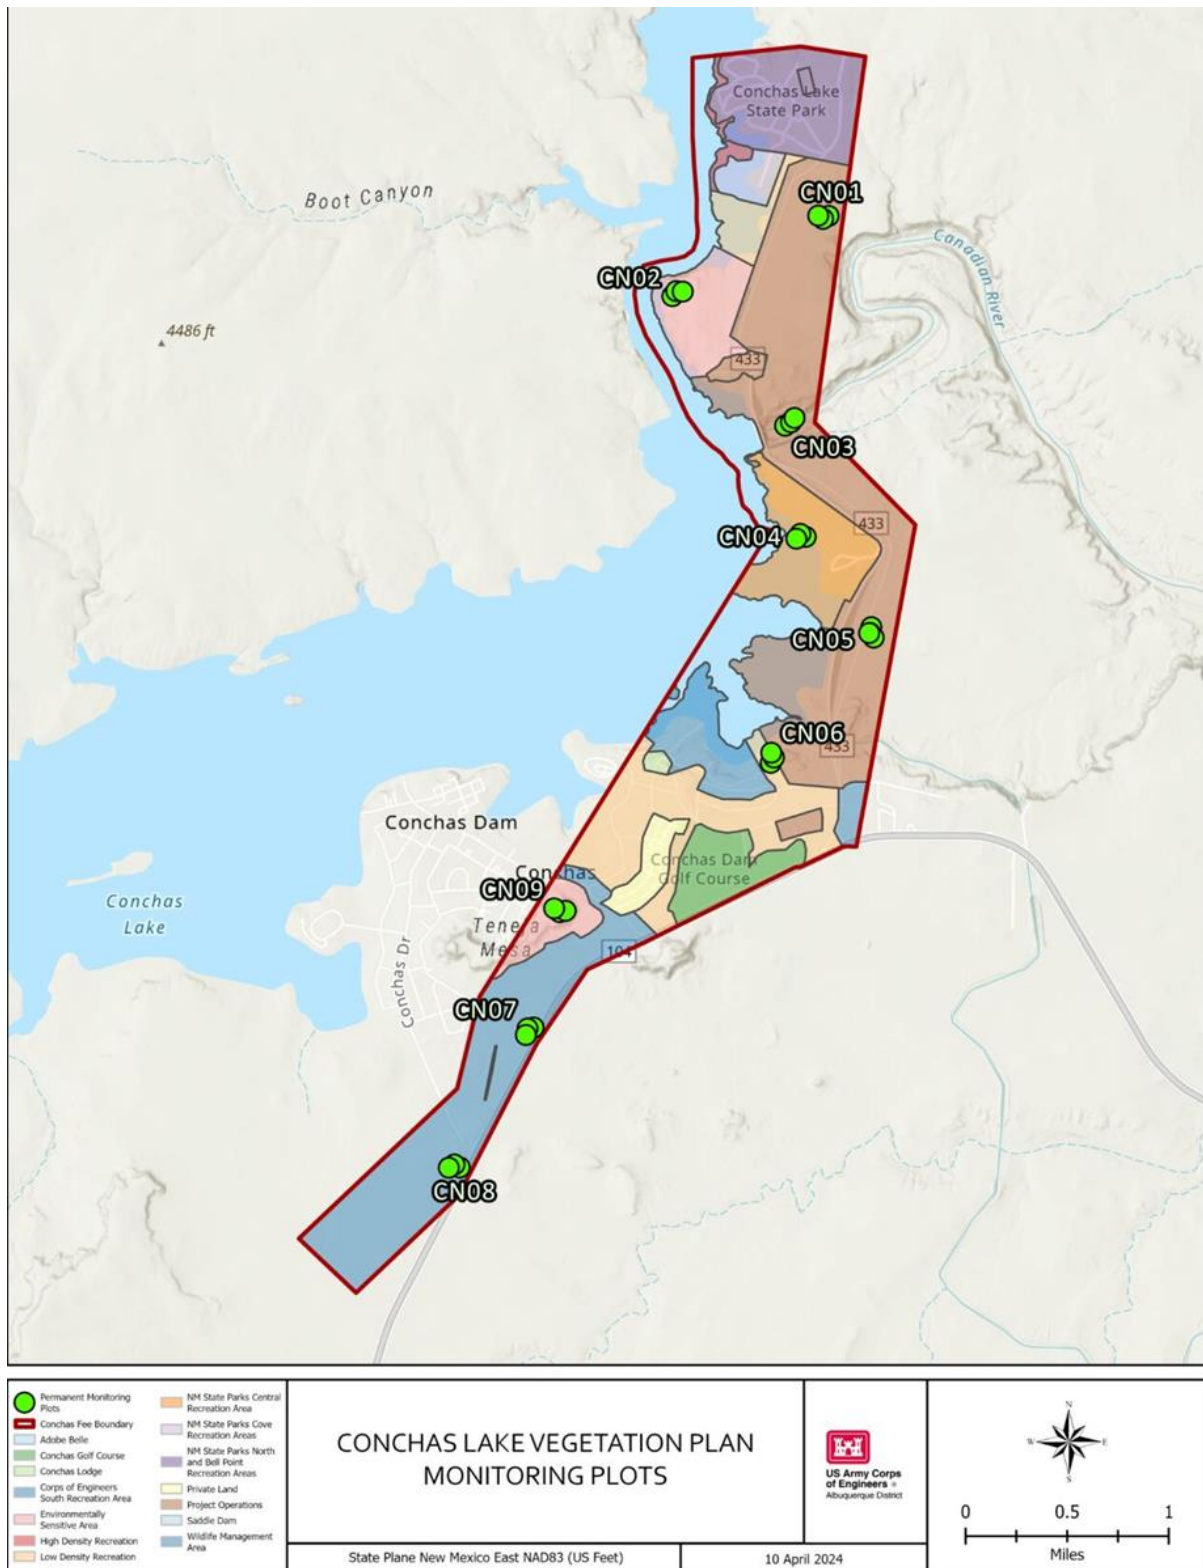 Conchas Lake
State Park
CN01
Boot Canyon
Canadian River
CN02
4486 ft
433
CN03
433
CN04
CN05
CN06
433
Conchas Dam
Conchas Dam
Golf Course
Conchas
CN09
Conchas
Lake
Teneja
Mesa
104
Conchas Dr
CN07
CN08
Permanent Monitoring
Plots
Conchas Fee Boundary
Adobe Belle
Conchas Golf Course
Conchas Lodge
Corps of Engineers
South Recreation Area
Environmentally
Sensitive Area
High Density Recreation
Low Density Recreation
NM State Parks Central
Recreation Area
NM State Parks Cove
Recreation Areas
NM State Parks North
and Bell Point
Recreation Areas
Private Land
Project Operations
Saddle Dam
Wildlife Management
Area
CONCHAS LAKE VEGETATION PLAN
MONITORING PLOTS
State Plane New Mexico East NAD83 (US Feet)
US Army Corps
of Engineers ®
Albuquerque District
10 April 2024
N
W E
S
0 0.5 1
Miles